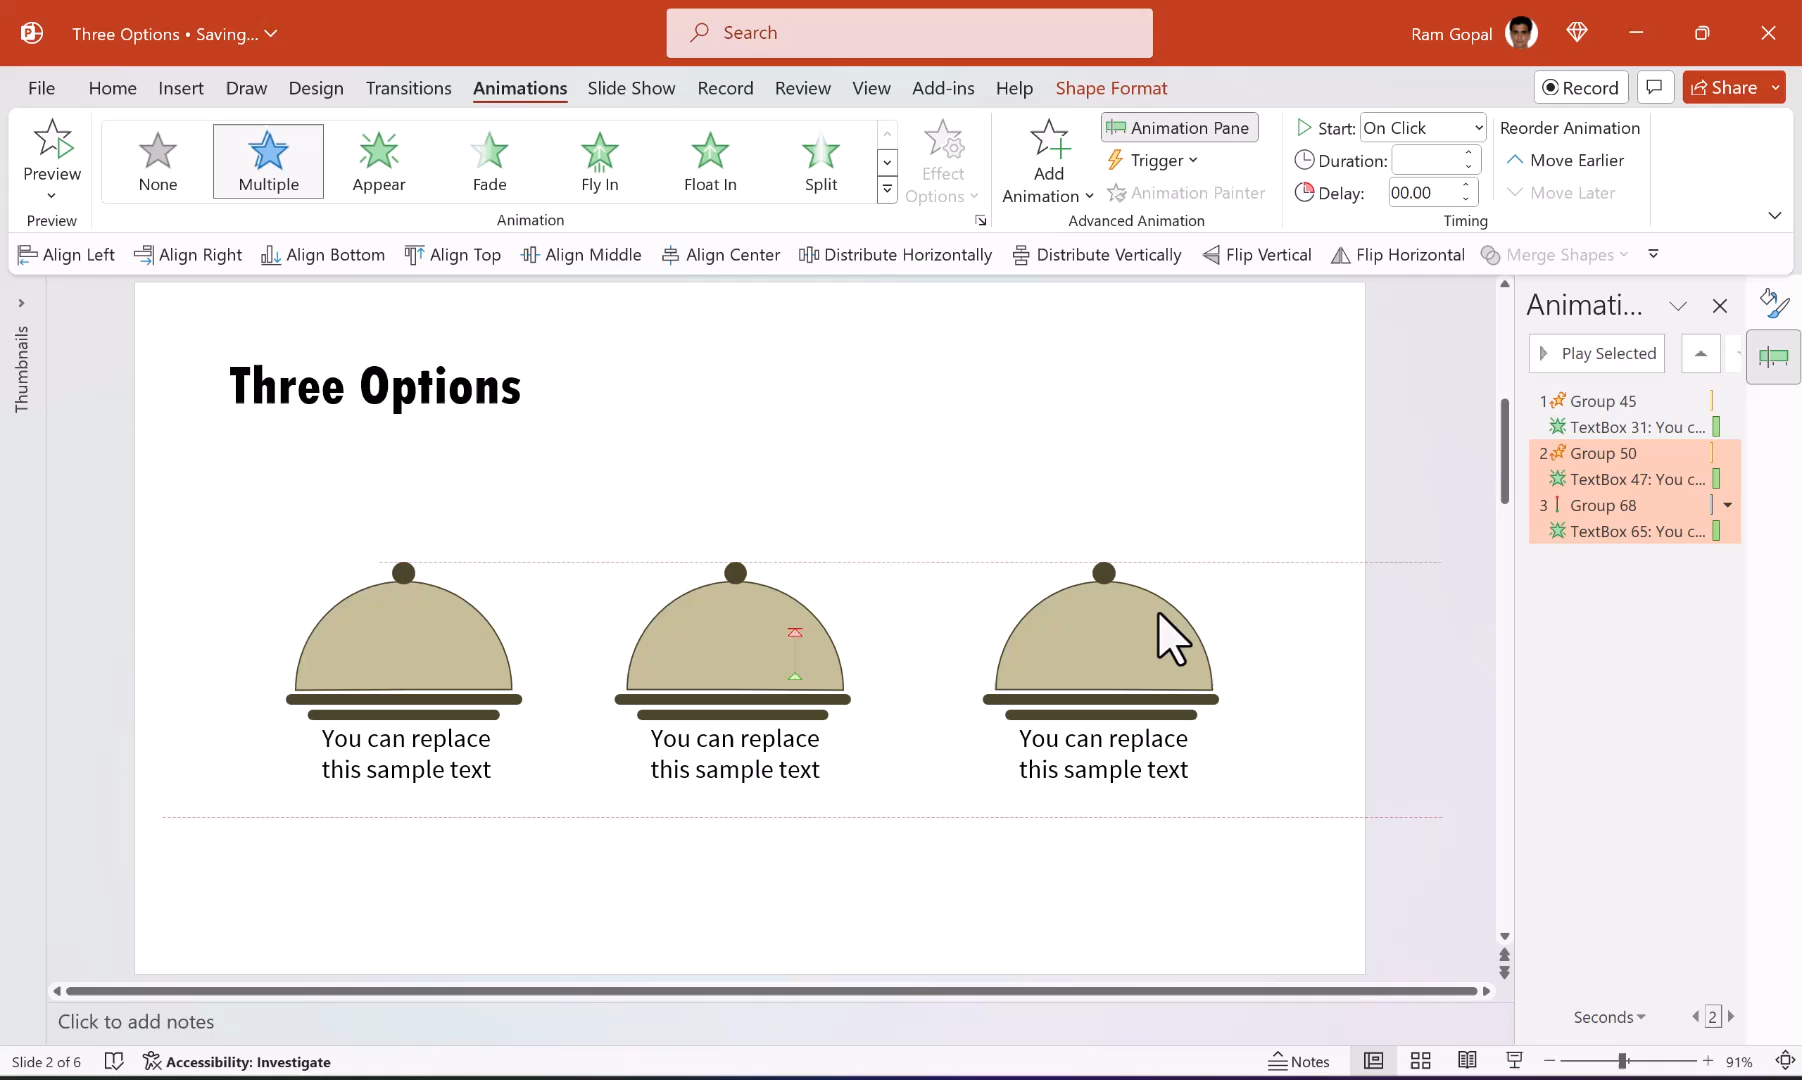 Three Options • Saving...
Search
Ram Gopal
File
Home
Insert
Draw
Design
Transitions
Animations
Slide Show
Record
Review
View
Add-ins
Help
Shape Format
Record
Share
Preview
Preview
None
Multiple
Appear
Fade
Fly In
Float In
Split
Animation
Effect
Options
Add
Animation
Animation Pane
Trigger
Animation Painter
Advanced Animation
Start: On Click
Duration:
Delay: 00.00
Timing
Reorder Animation
Move Earlier
Move Later
Align Left
Align Right
Align Bottom
Align Top
Align Middle
Align Center
Distribute Horizontally
Distribute Vertically
Flip Vertical
Flip Horizontal
Merge Shapes
Thumbnails
Three Options
You can replace
this sample text
You can replace
this sample text
You can replace
this sample text
Animati...
Play Selected
1 Group 45
TextBox 31: You c...
2 Group 50
TextBox 47: You c...
3 Group 68
TextBox 65: You c...
Seconds
2
Click to add notes
Slide 2 of 6
Accessibility: Investigate
Notes
91%